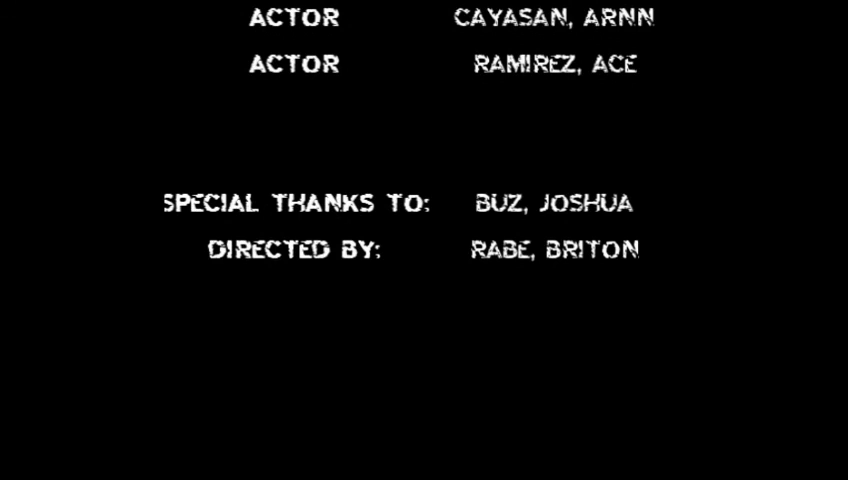 ACTOR CAYASAN, ARNN
ACTOR RAMIREZ, ACE
SPECIAL THANKS TO: BUZ, JOSHUA
DIRECTED BY: RABE, BRITON